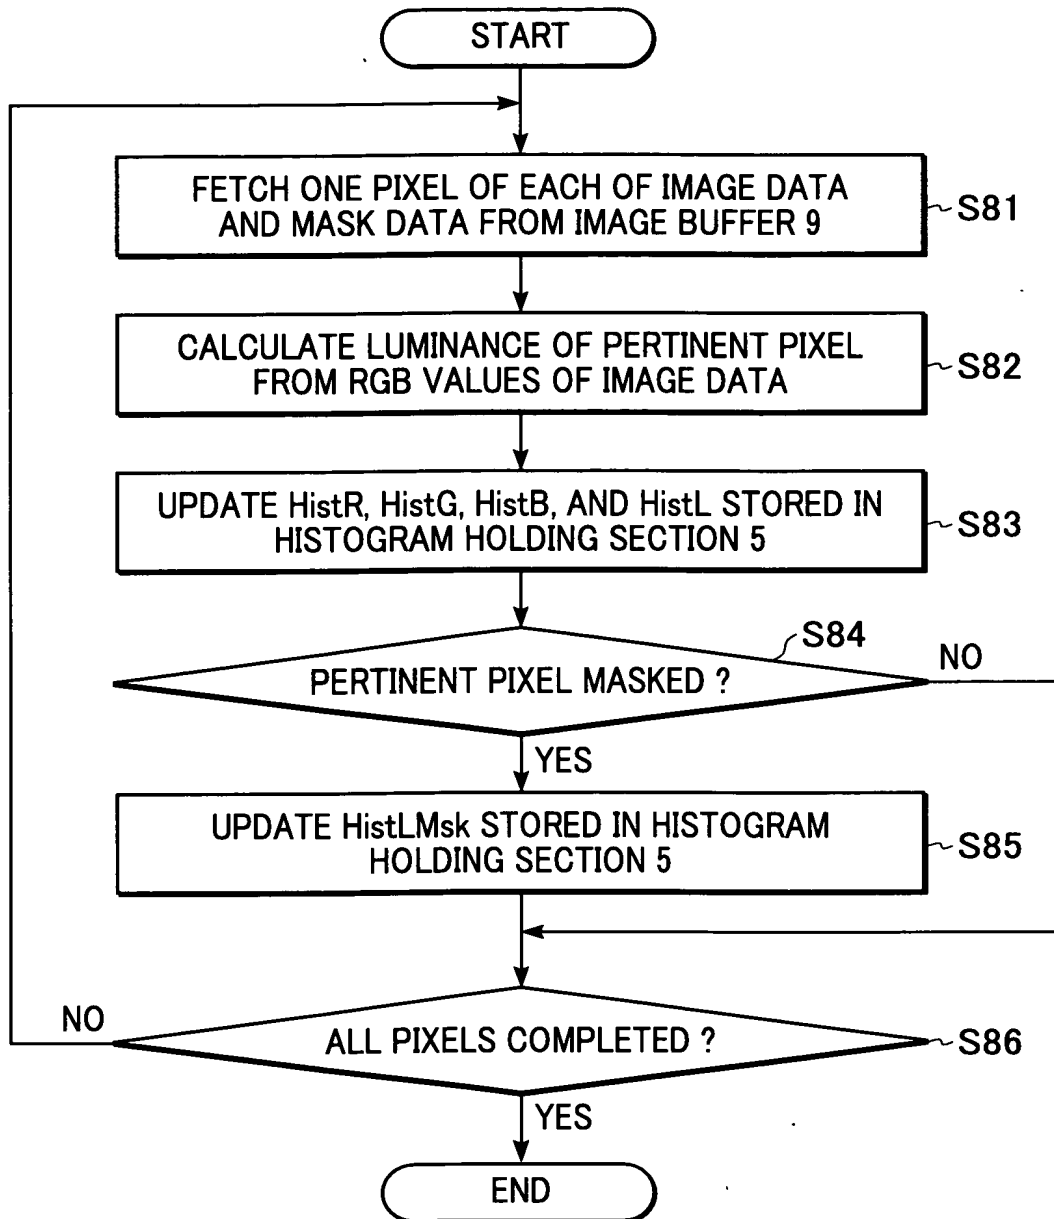 START
FETCH ONE PIXEL OF EACH OF IMAGE DATA
AND MASK DATA FROM IMAGE BUFFER 9
S81
CALCULATE LUMINANCE OF PERTINENT PIXEL
FROM RGB VALUES OF IMAGE DATA
S82
UPDATE HistR, HistG, HistB, AND HistL STORED IN
HISTOGRAM HOLDING SECTION 5
S83
S84
PERTINENT PIXEL MASKED ?
NO
YES
UPDATE HistLMsk STORED IN HISTOGRAM
HOLDING SECTION 5
S85
NO
ALL PIXELS COMPLETED ?
S86
YES
END